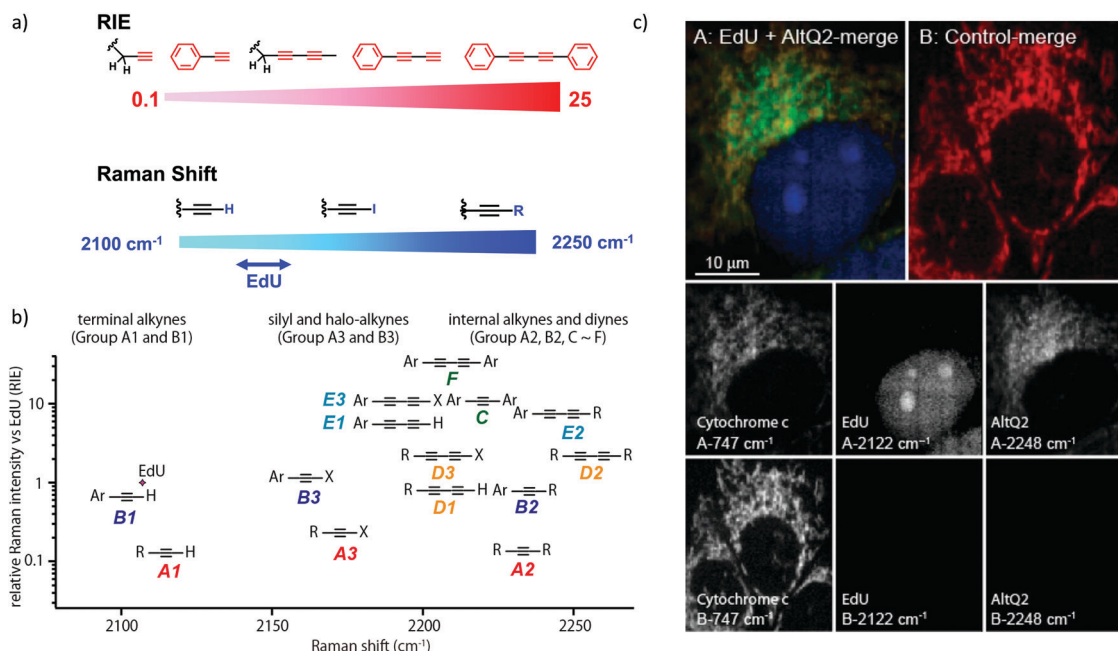 a)
RIE
H
H
H
H
0.1
25
Raman Shift
H
I
R
2100 cm⁻¹
2250 cm⁻¹
EdU
b)
terminal alkynes
(Group A1 and B1)
silyl and halo-alkynes
(Group A3 and B3)
internal alkynes and diynes
(Group A2, B2, C ~ F)
relative Raman intensity vs EdU (RIE)
10
1
0.1
Ar Ar
F
E3 Ar X
Ar Ar
C
E1 Ar H
Ar R
E2
R X
D3
R R
D2
EdU
Ar H
B1
Ar X
B3
R H
D1
Ar R
B2
R H
A1
R X
A3
R R
A2
2100
2150
2200
2250
Raman shift (cm⁻¹)
c)
A: EdU + AltQ2-merge
B: Control-merge
10 μm
Cytochrome c
A-747 cm⁻¹
EdU
A-2122 cm⁻¹
AltQ2
A-2248 cm⁻¹
Cytochrome c
B-747 cm⁻¹
EdU
B-2122 cm⁻¹
AltQ2
B-2248 cm⁻¹